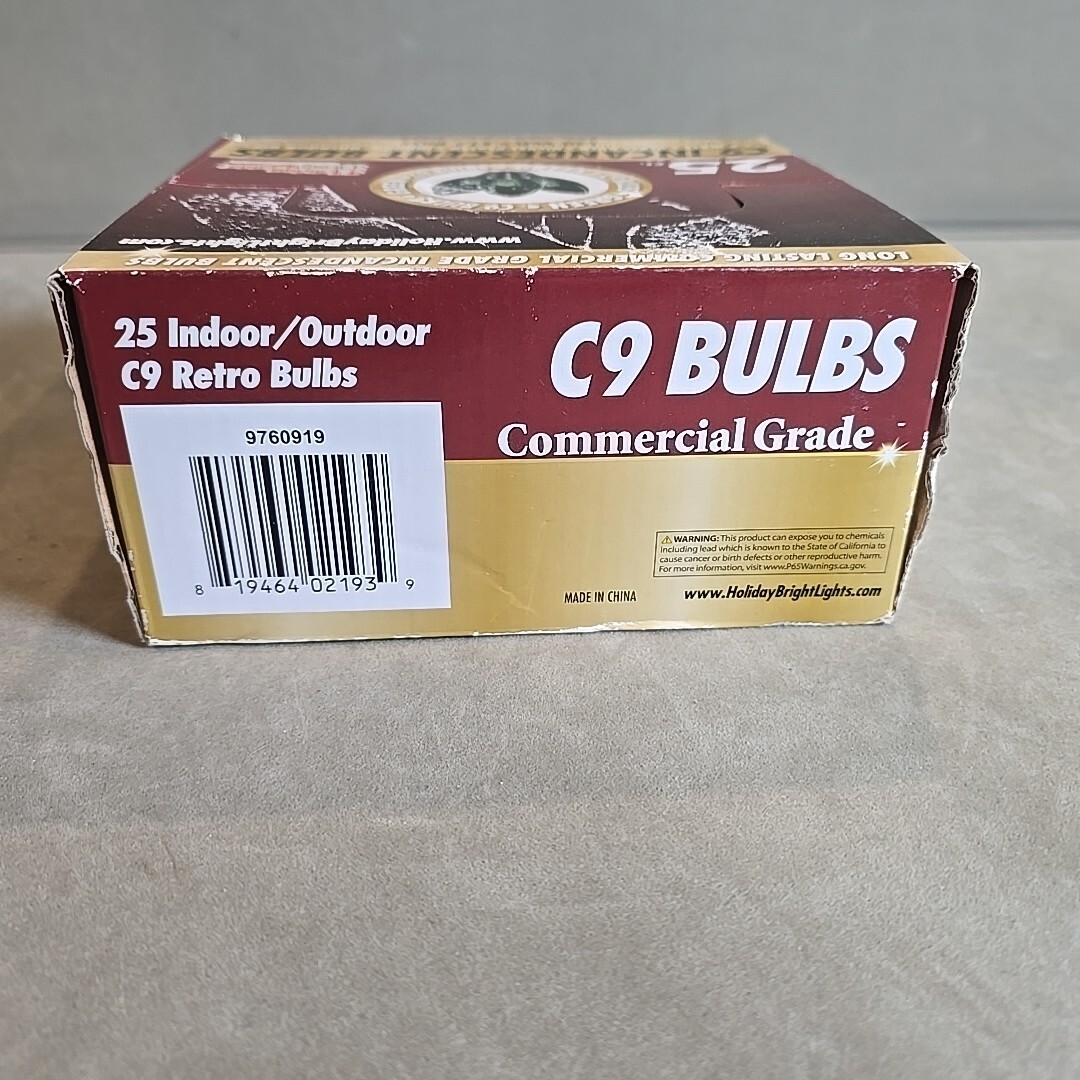 C9 INCANDESCENT BULBS
25
www.HolidayBrightLights.com
LONG LASTING COMMERCIAL GRADE INCANDESCENT BULBS
25 Indoor/Outdoor
C9 Retro Bulbs
C9 BULBS
Commercial Grade
9760919
8 19464 02193 9
WARNING: This product can expose you to chemicals
including lead which is known to the State of California to
cause cancer or birth defects or other reproductive harm.
For more information, visit www.P65Warnings.ca.gov.
MADE IN CHINA
www.HolidayBrightLights.com